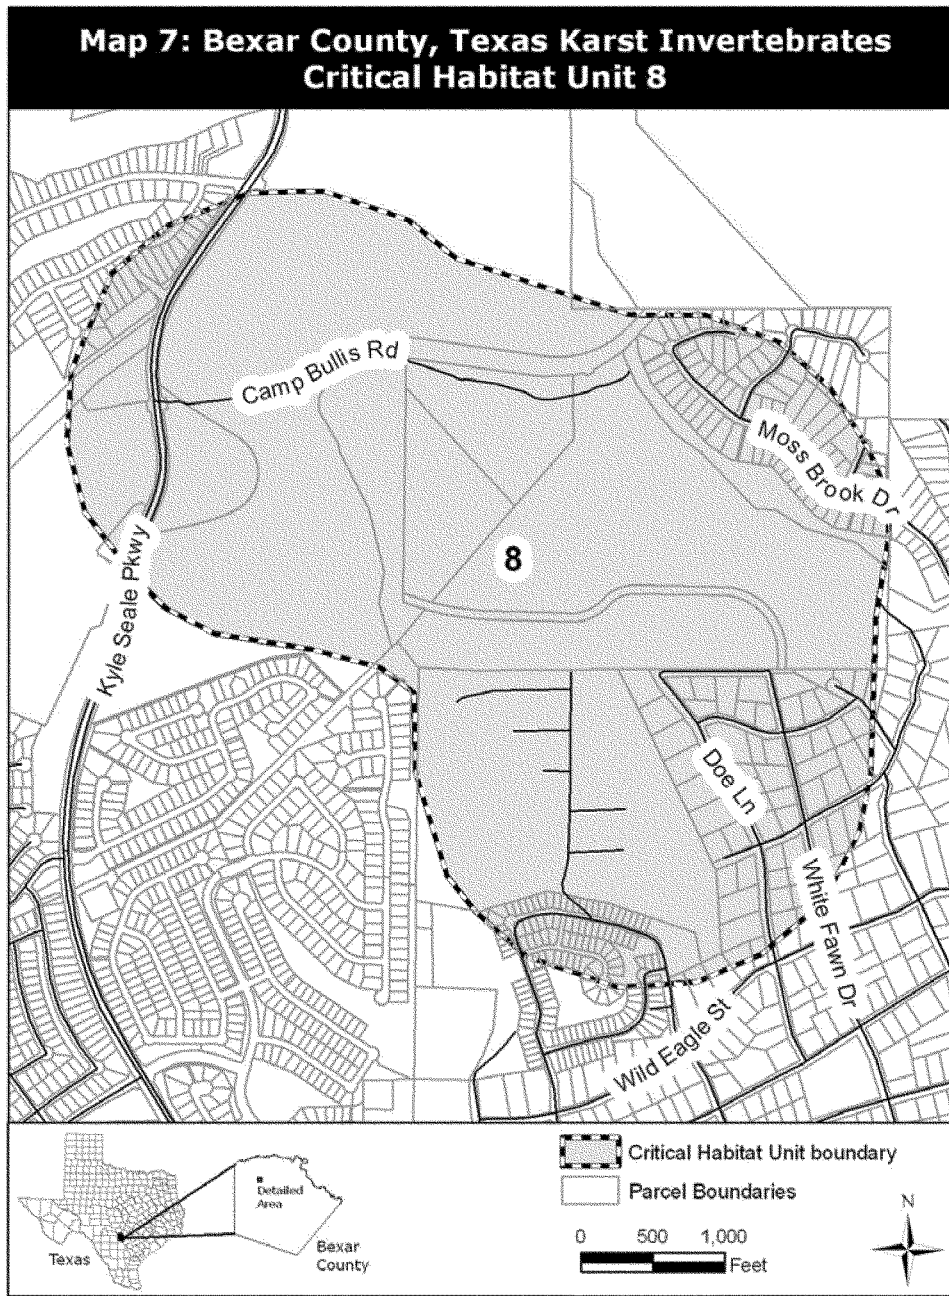 Map 7: Bexar County, Texas Karst Invertebrates
Critical Habitat Unit 8
Camp Bullis Rd
Moss Brook Dr
8
Kyle Seale Pkwy
Doe Ln
White Fawn Dr
Wild Eagle St
Texas
Detailed
Area
Bexar
County
Critical Habitat Unit boundary
Parcel Boundaries
0 500 1,000
Feet
N